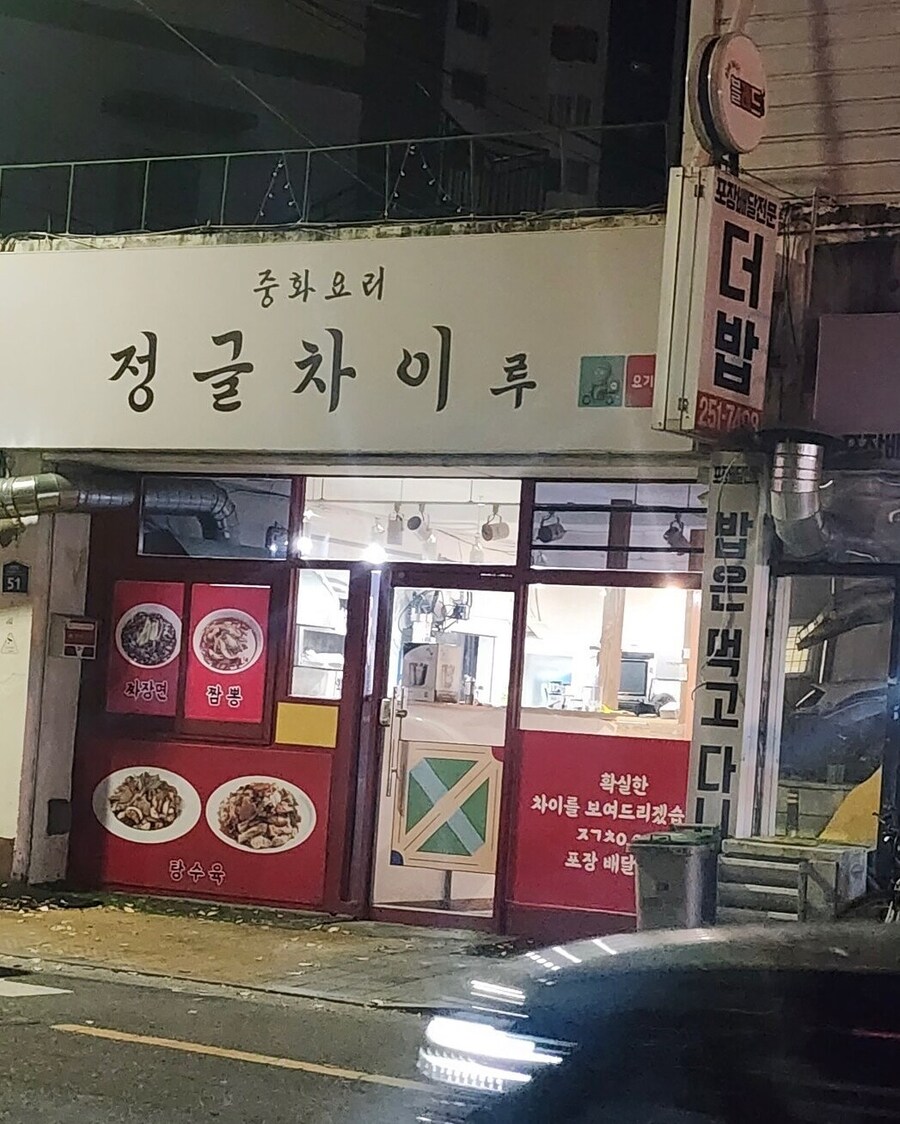 중화요리
정글차이루
요기
포장배달전문
더
밥
251-7
밥은 먹고 다니
51
짜장면
짬뽕
탕수육
확실한
차이를 보여드리겠습
포장 배달